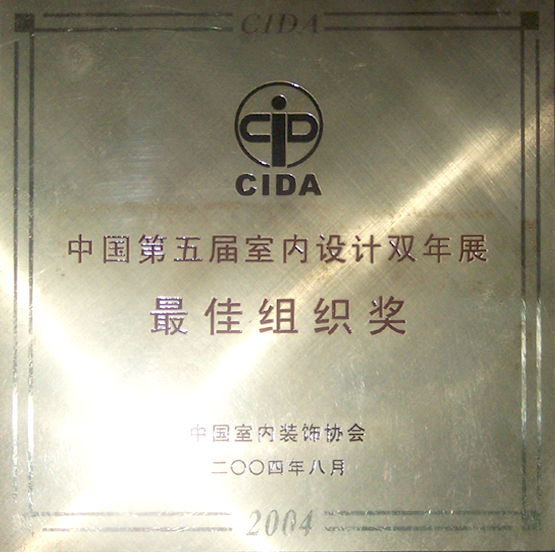 CIDA
CIDA
中国第五届室内设计双年展
最佳组织奖
中国室内装饰协会
二〇〇四年八月
2004